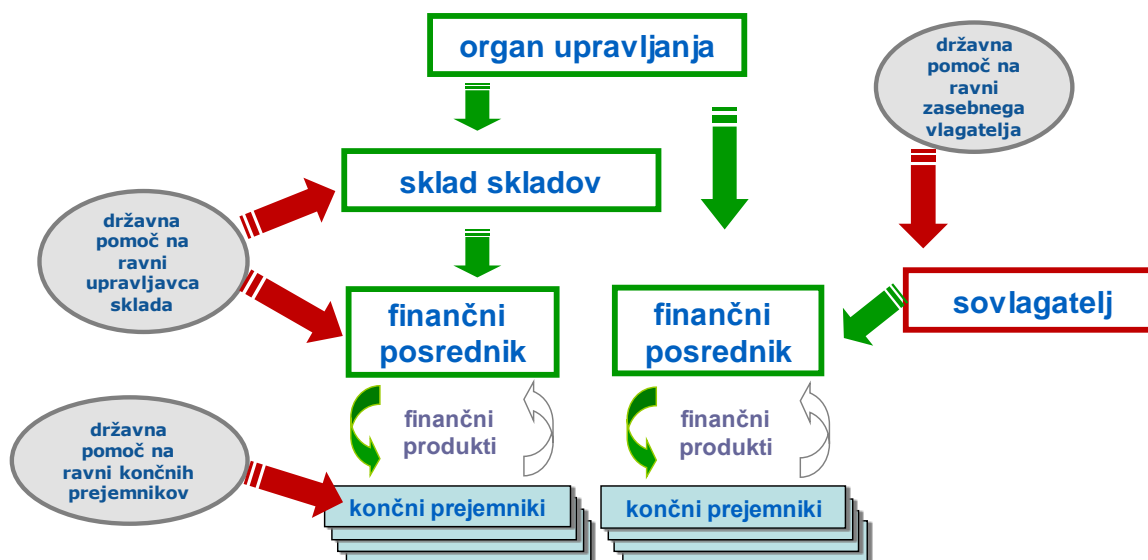 organ upravljanja
državna
pomoč na
ravni
zasebnega
vlagatelja
sklad skladov
državna
pomoč na
ravni
upravljavca
sklada
finančni
posrednik
finančni
posrednik
sovlagatelj
finančni
produkti
finančni
produkti
državna
pomoč na
ravni končnih
prejemnikov
končni prejemniki
končni prejemniki